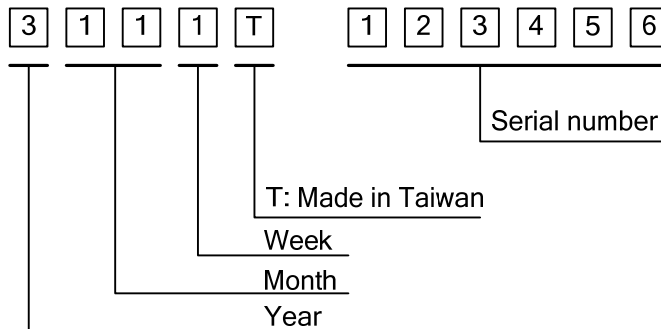 3 1 1 1 T 1 2 3 4 5 6
Serial number
T: Made in Taiwan
Week
Month
Year